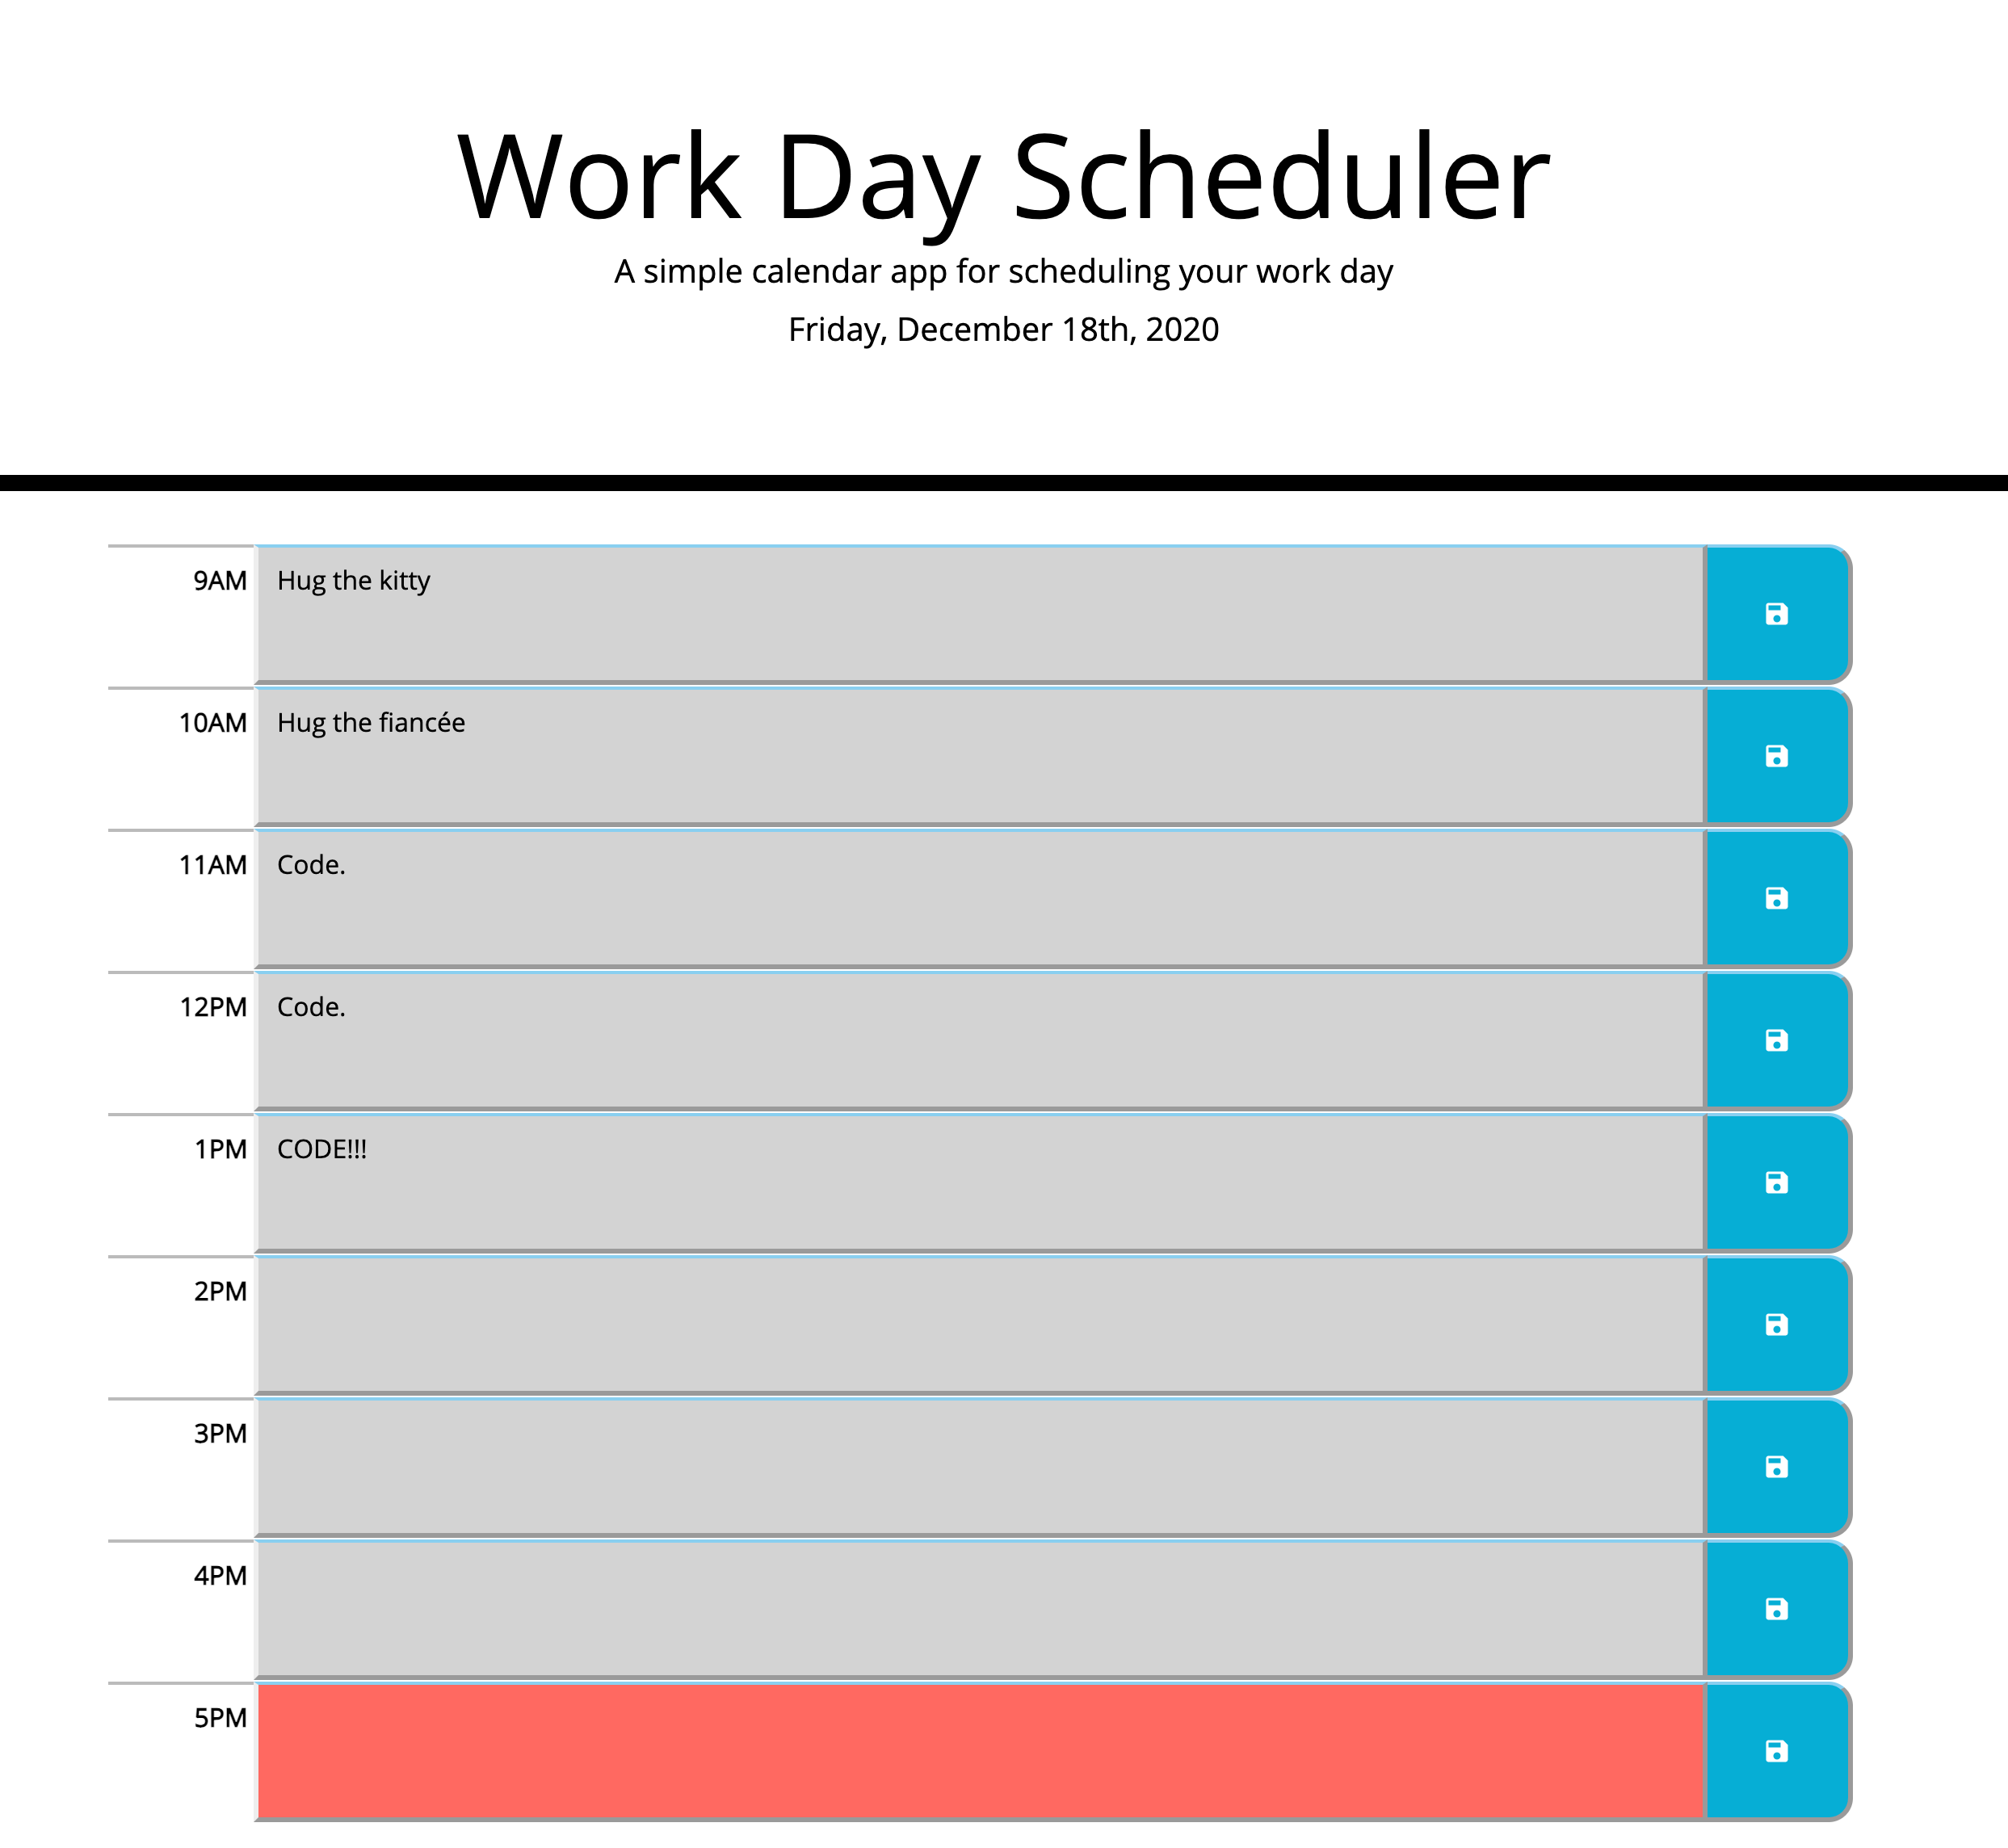 Work Day Scheduler
A simple calendar app for scheduling your work day
Friday, December 18th, 2020
9AM Hug the kitty
10AM Hug the fiancée
11AM Code.
12PM Code.
1PM CODE!!!
2PM
3PM
4PM
5PM